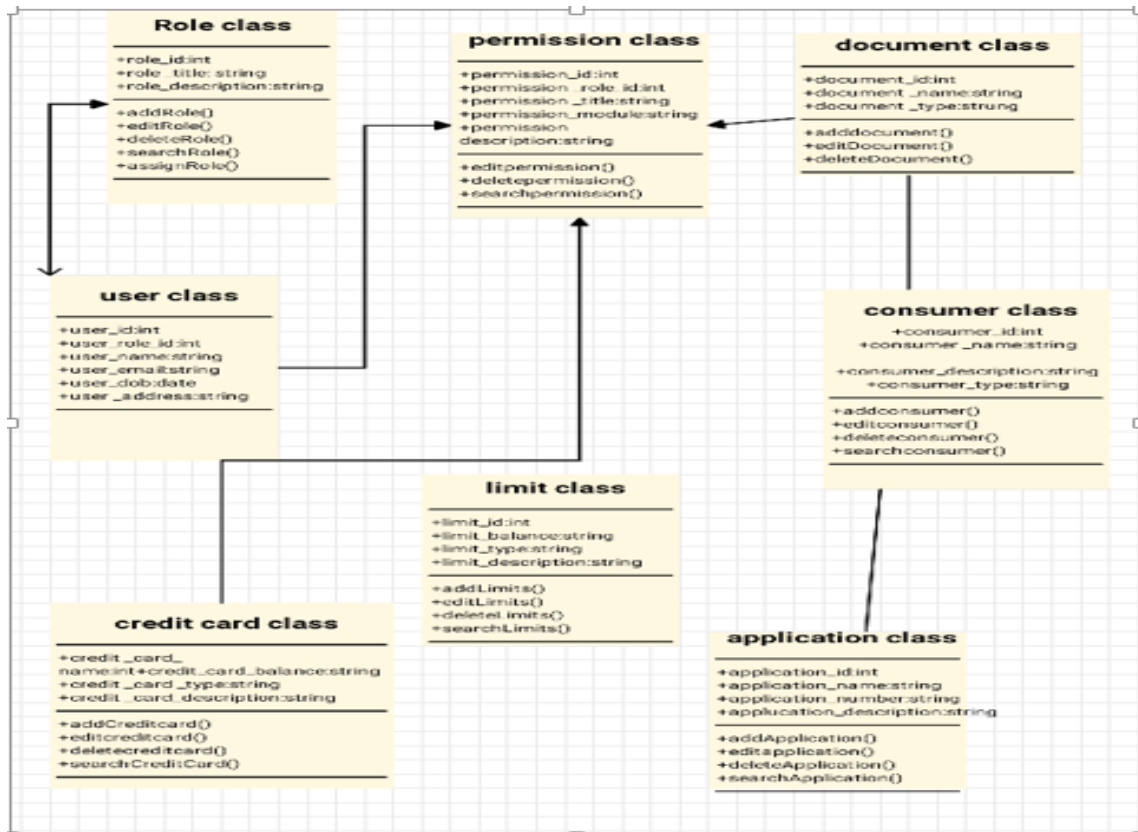 Role class
+role_id:int
+role_title: string
+role_description:string
+addRole()
+editRole()
+deleteRole()
+searchRole()
+assignRole()
permission class
+permission_id:int
+permission _role_id:int
+permission _title:string
+permission_module:string
+permission
description:string
+editpermission()
+deletepermission()
+searchpermission()
document class
+document_id:int
+document _name:string
+document _type:strung
+adddocument()
+editDocument()
+deleteDocument()
user class
+user_id:int
+user_role_id:int
+user_name:string
+user_email:string
+user_dob:date
+user _address:string
consumer class
+consumer_id:int
+consumer _name:string
+consumer_description:string
+consumer_type:string
+addconsumer()
+editconsumer()
+deleteconsumer()
+searchconsumer()
limit class
+limit_id:int
+limit_balance:string
+limit_type:string
+limit_description:string
+addLimits()
+editLimits()
+deleteLimits()
+searchLimits()
credit card class
+credit _card_
name:int+credit_card_balance:string
+credit _card _type:string
+credit _card_description:string
+addCreditcard()
+editcreditcard()
+deletecreditcard()
+searchCreditCard()
application class
+application_id:int
+application_name:string
+application_number:string
+applucation_description:string
+addApplication()
+editapplication()
+deleteApplication()
+searchApplication()